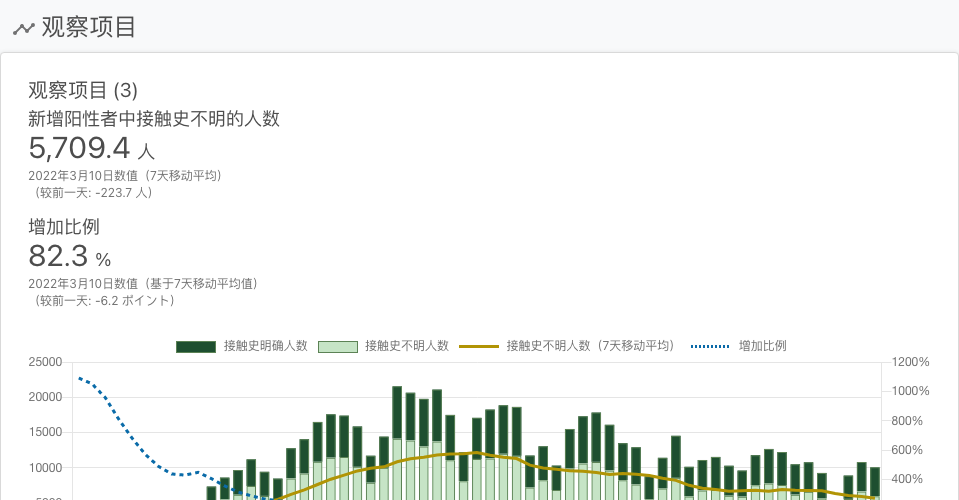 观察项目
观察项目 (3)
新增阳性者中接触史不明的人数
5,709.4 人
2022年3月10日数值（7天移动平均）
（较前一天: -223.7 人）
增加比例
82.3 %
2022年3月10日数值（基于7天移动平均值）
（较前一天: -6.2 ポイント）
接触史明确人数 接触史不明人数 接触史不明人数（7天移动平均） 增加比例
25000 1200%
20000 1000%
15000 800%
10000 600%
400%